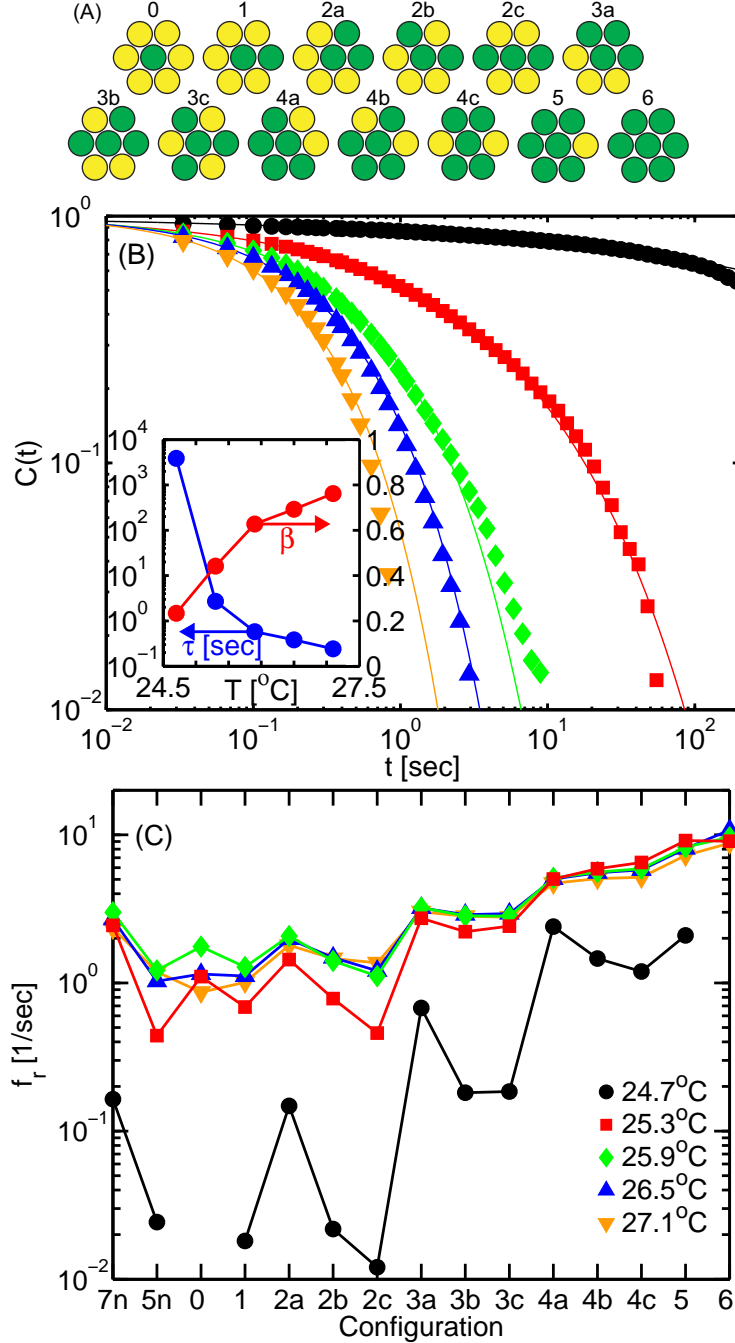 (A)
0 1 2a 2b 2c 3a
3b 3c 4a 4b 4c 5 6
(B)
C(t)
10^0
10^-1
10^-2
10^-2 10^-1 10^0 10^1 10^2
t [sec]
10^4 1
10^3 0.8
10^2 0.6
10^1 0.4
10^0 0.2
10^-1 0
β
τ [sec]
24.5 T [°C] 27.5
(C)
f_r [1/sec]
10^1
10^0
10^-1
10^-2
24.7°C
25.3°C
25.9°C
26.5°C
27.1°C
7n 5n 0 1 2a 2b 2c 3a 3b 3c 4a 4b 4c 5 6
Configuration